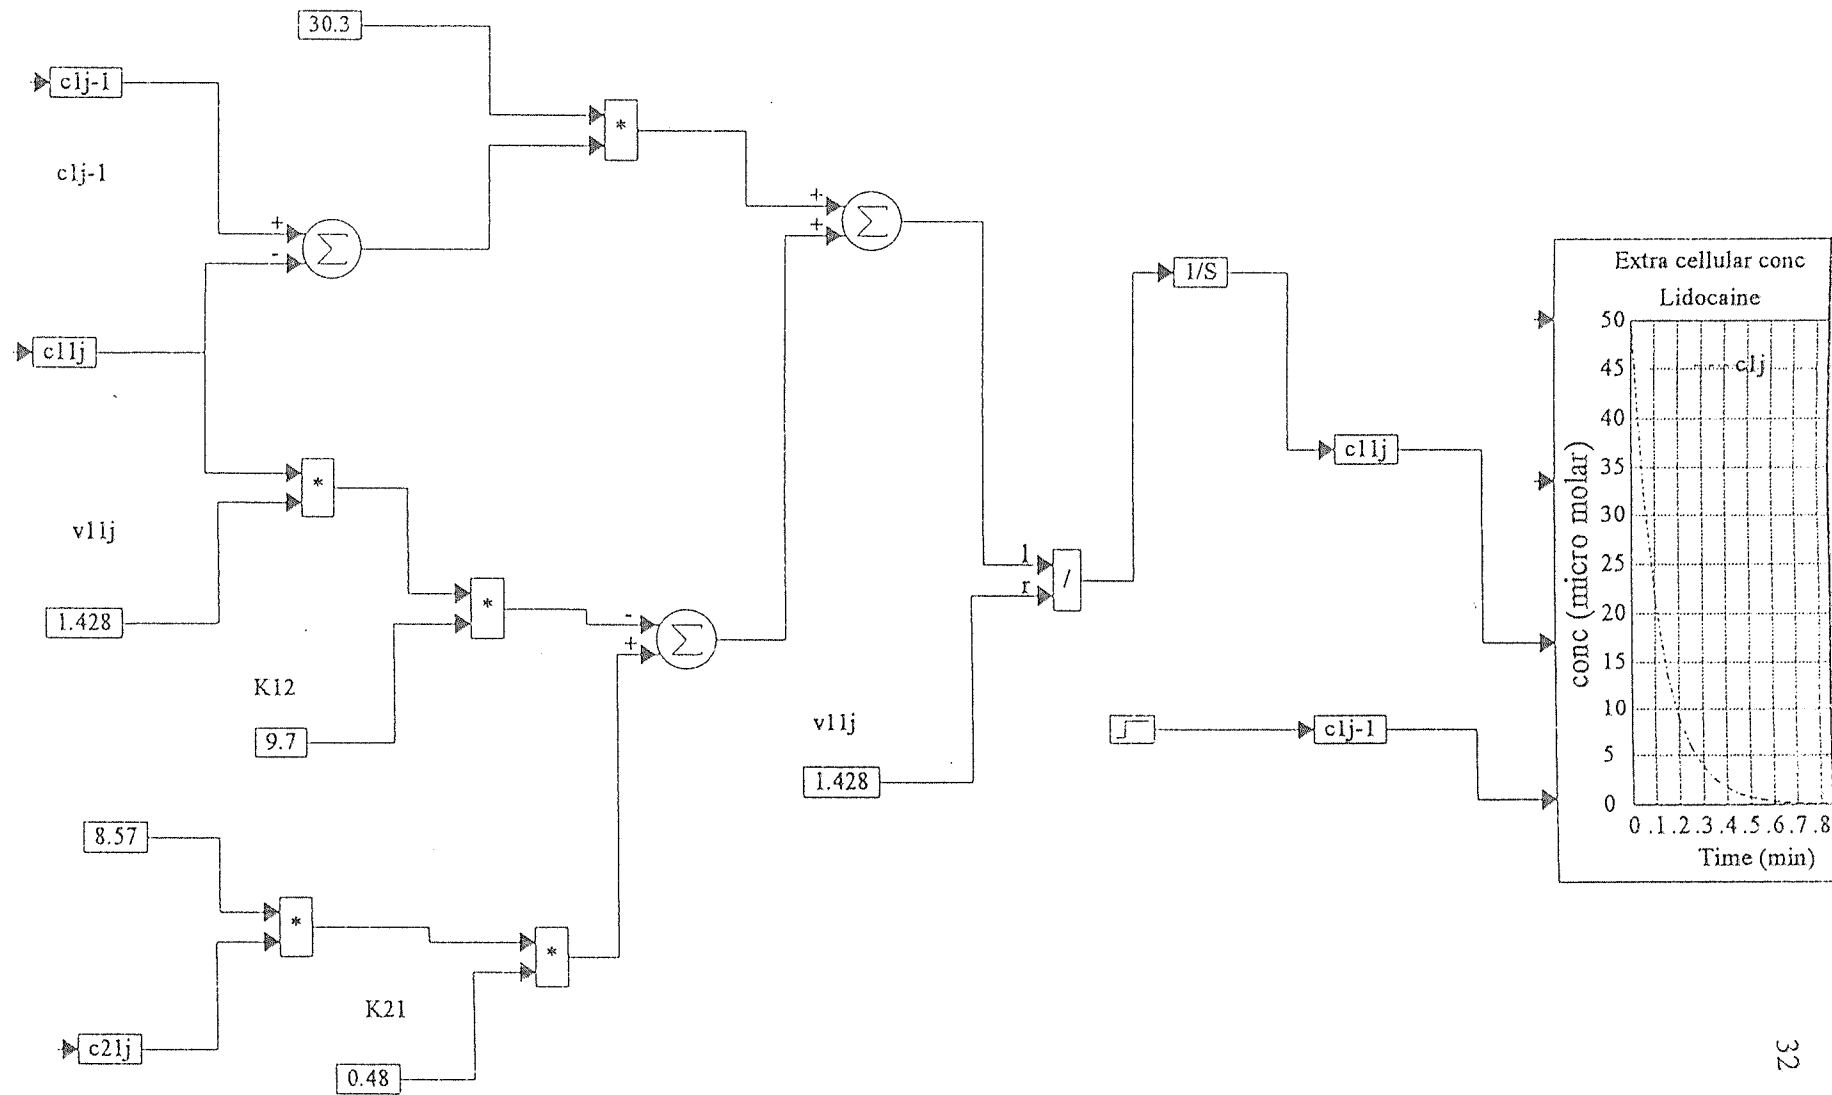 30.3
c1j-1
*
c1j-1
+
+
+
Σ
Σ
-
Extra cellular conc
1/S
Lidocaine
50
c11j
c1j
45
40
c11j
*
conc (micro molar)
35
v11j
30
l
*
/
25
r
1.428
-
20
+
Σ
K12
15
v11j
10
9.7
c1j-1
5
1.428
0
8.57
0 .1 .2 .3 .4 .5 .6 .7 .8
Time (min)
*
*
K21
c21j
0.48
32